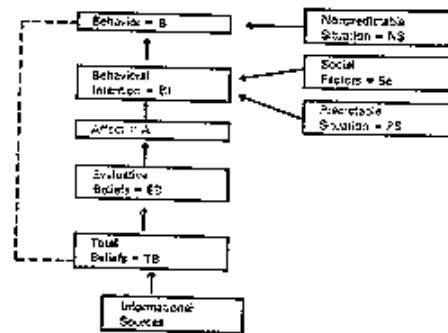 Behavior = B
Nonpredictable
Situation = NS
Behavioral
Intention = BI
Social
Factors = Se
Predictable
Situation = PS
Affect = A
Evaluative
Beliefs = EB
Total
Beliefs = TB
Informational
Sources